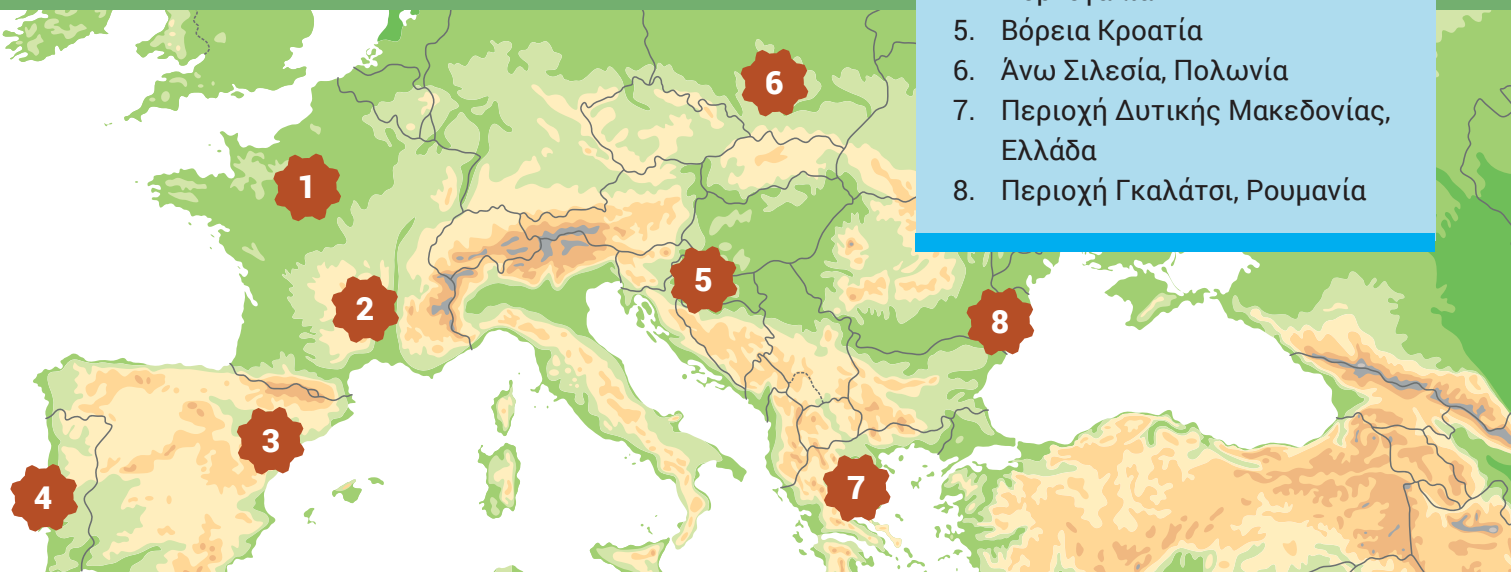 5. Βόρεια Κροατία
6. Άνω Σιλεσία, Πολωνία
7. Περιοχή Δυτικής Μακεδονίας,
Ελλάδα
8. Περιοχή Γκαλάτσι, Ρουμανία
6
1
5
2
8
3
7
4